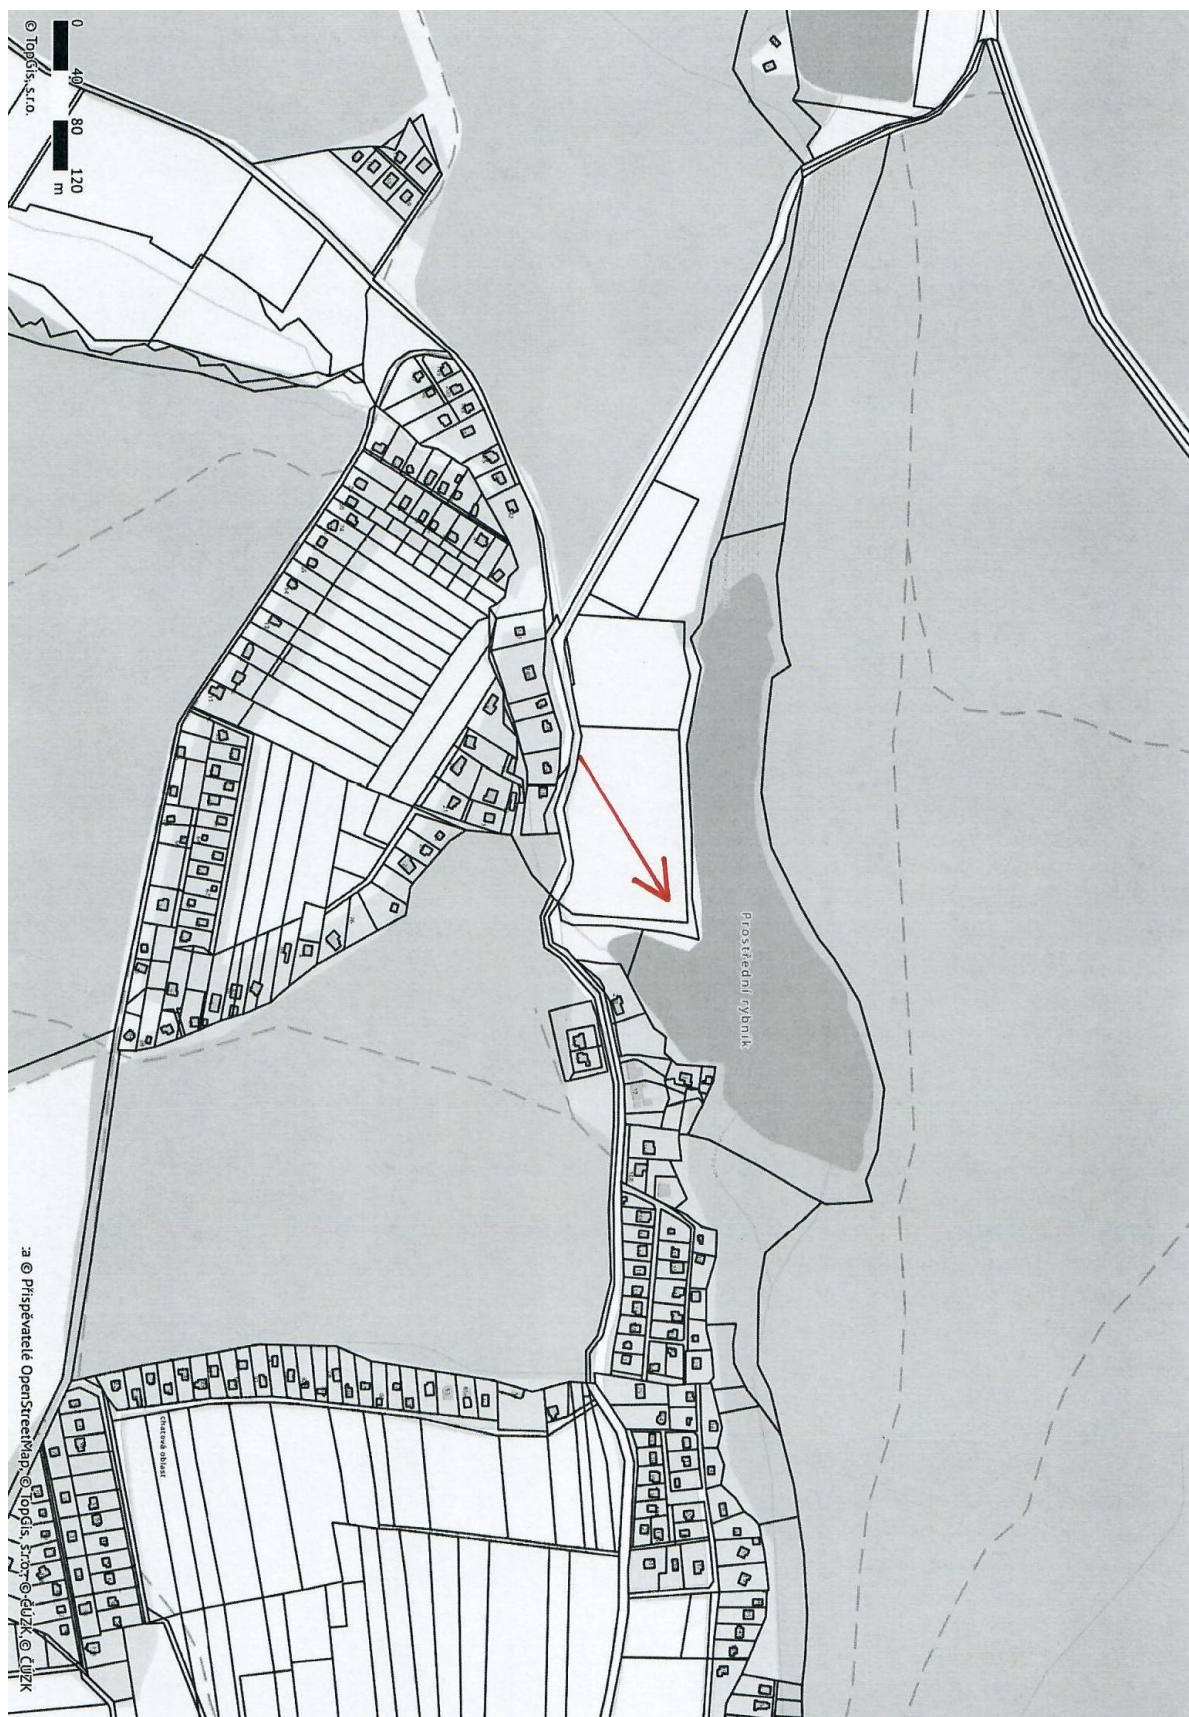 0 40 80 120
m
© TopGis, s.r.o.
Prostřední rybník
chatová oblast
:a © Přispěvatelé OpenStreetMap, © TopGis, s.r.o., © ČÚZK, © ČÚZK